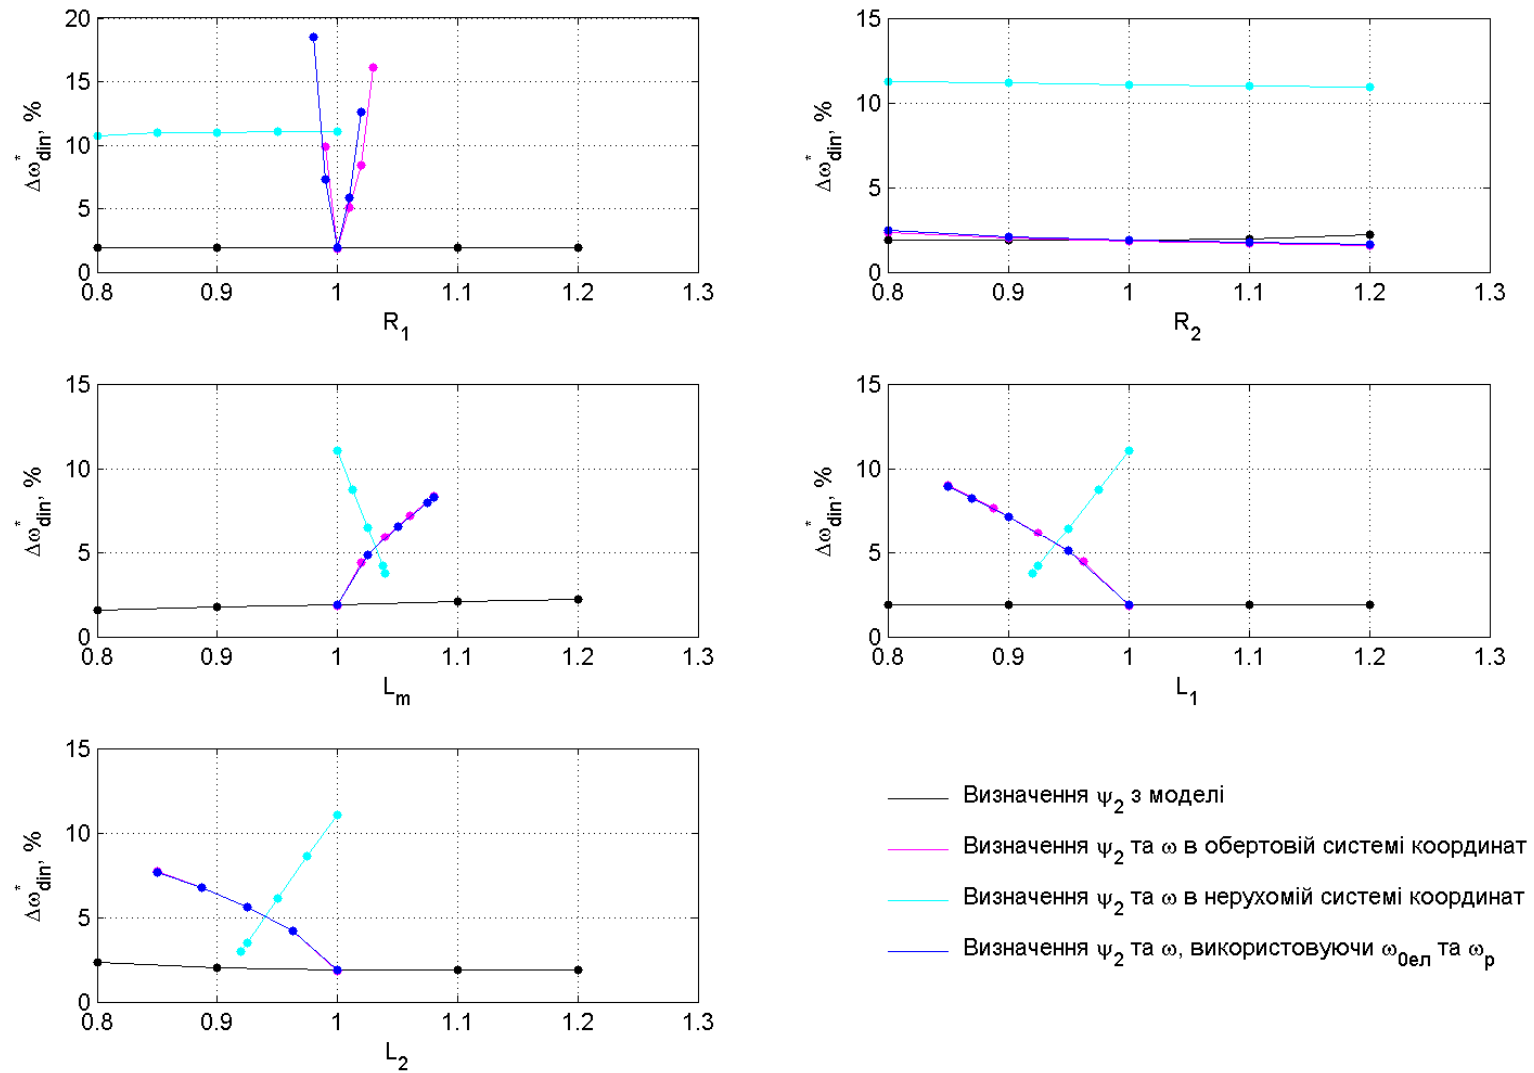 20
15
10
5
0
0.8 0.9 1 1.1 1.2 1.3
Δω*din, %
R1
15
10
5
0
0.8 0.9 1 1.1 1.2 1.3
Δω*din, %
R2
15
10
5
0
0.8 0.9 1 1.1 1.2 1.3
Δω*din, %
Lm
15
10
5
0
0.8 0.9 1 1.1 1.2 1.3
Δω*din, %
L1
15
10
5
0
0.8 0.9 1 1.1 1.2 1.3
Δω*din, %
L2
Визначення ψ2 з моделі
Визначення ψ2 та ω в обертовій системі координат
Визначення ψ2 та ω в нерухомій системі координат
Визначення ψ2 та ω, використовуючи ω0ел та ωр